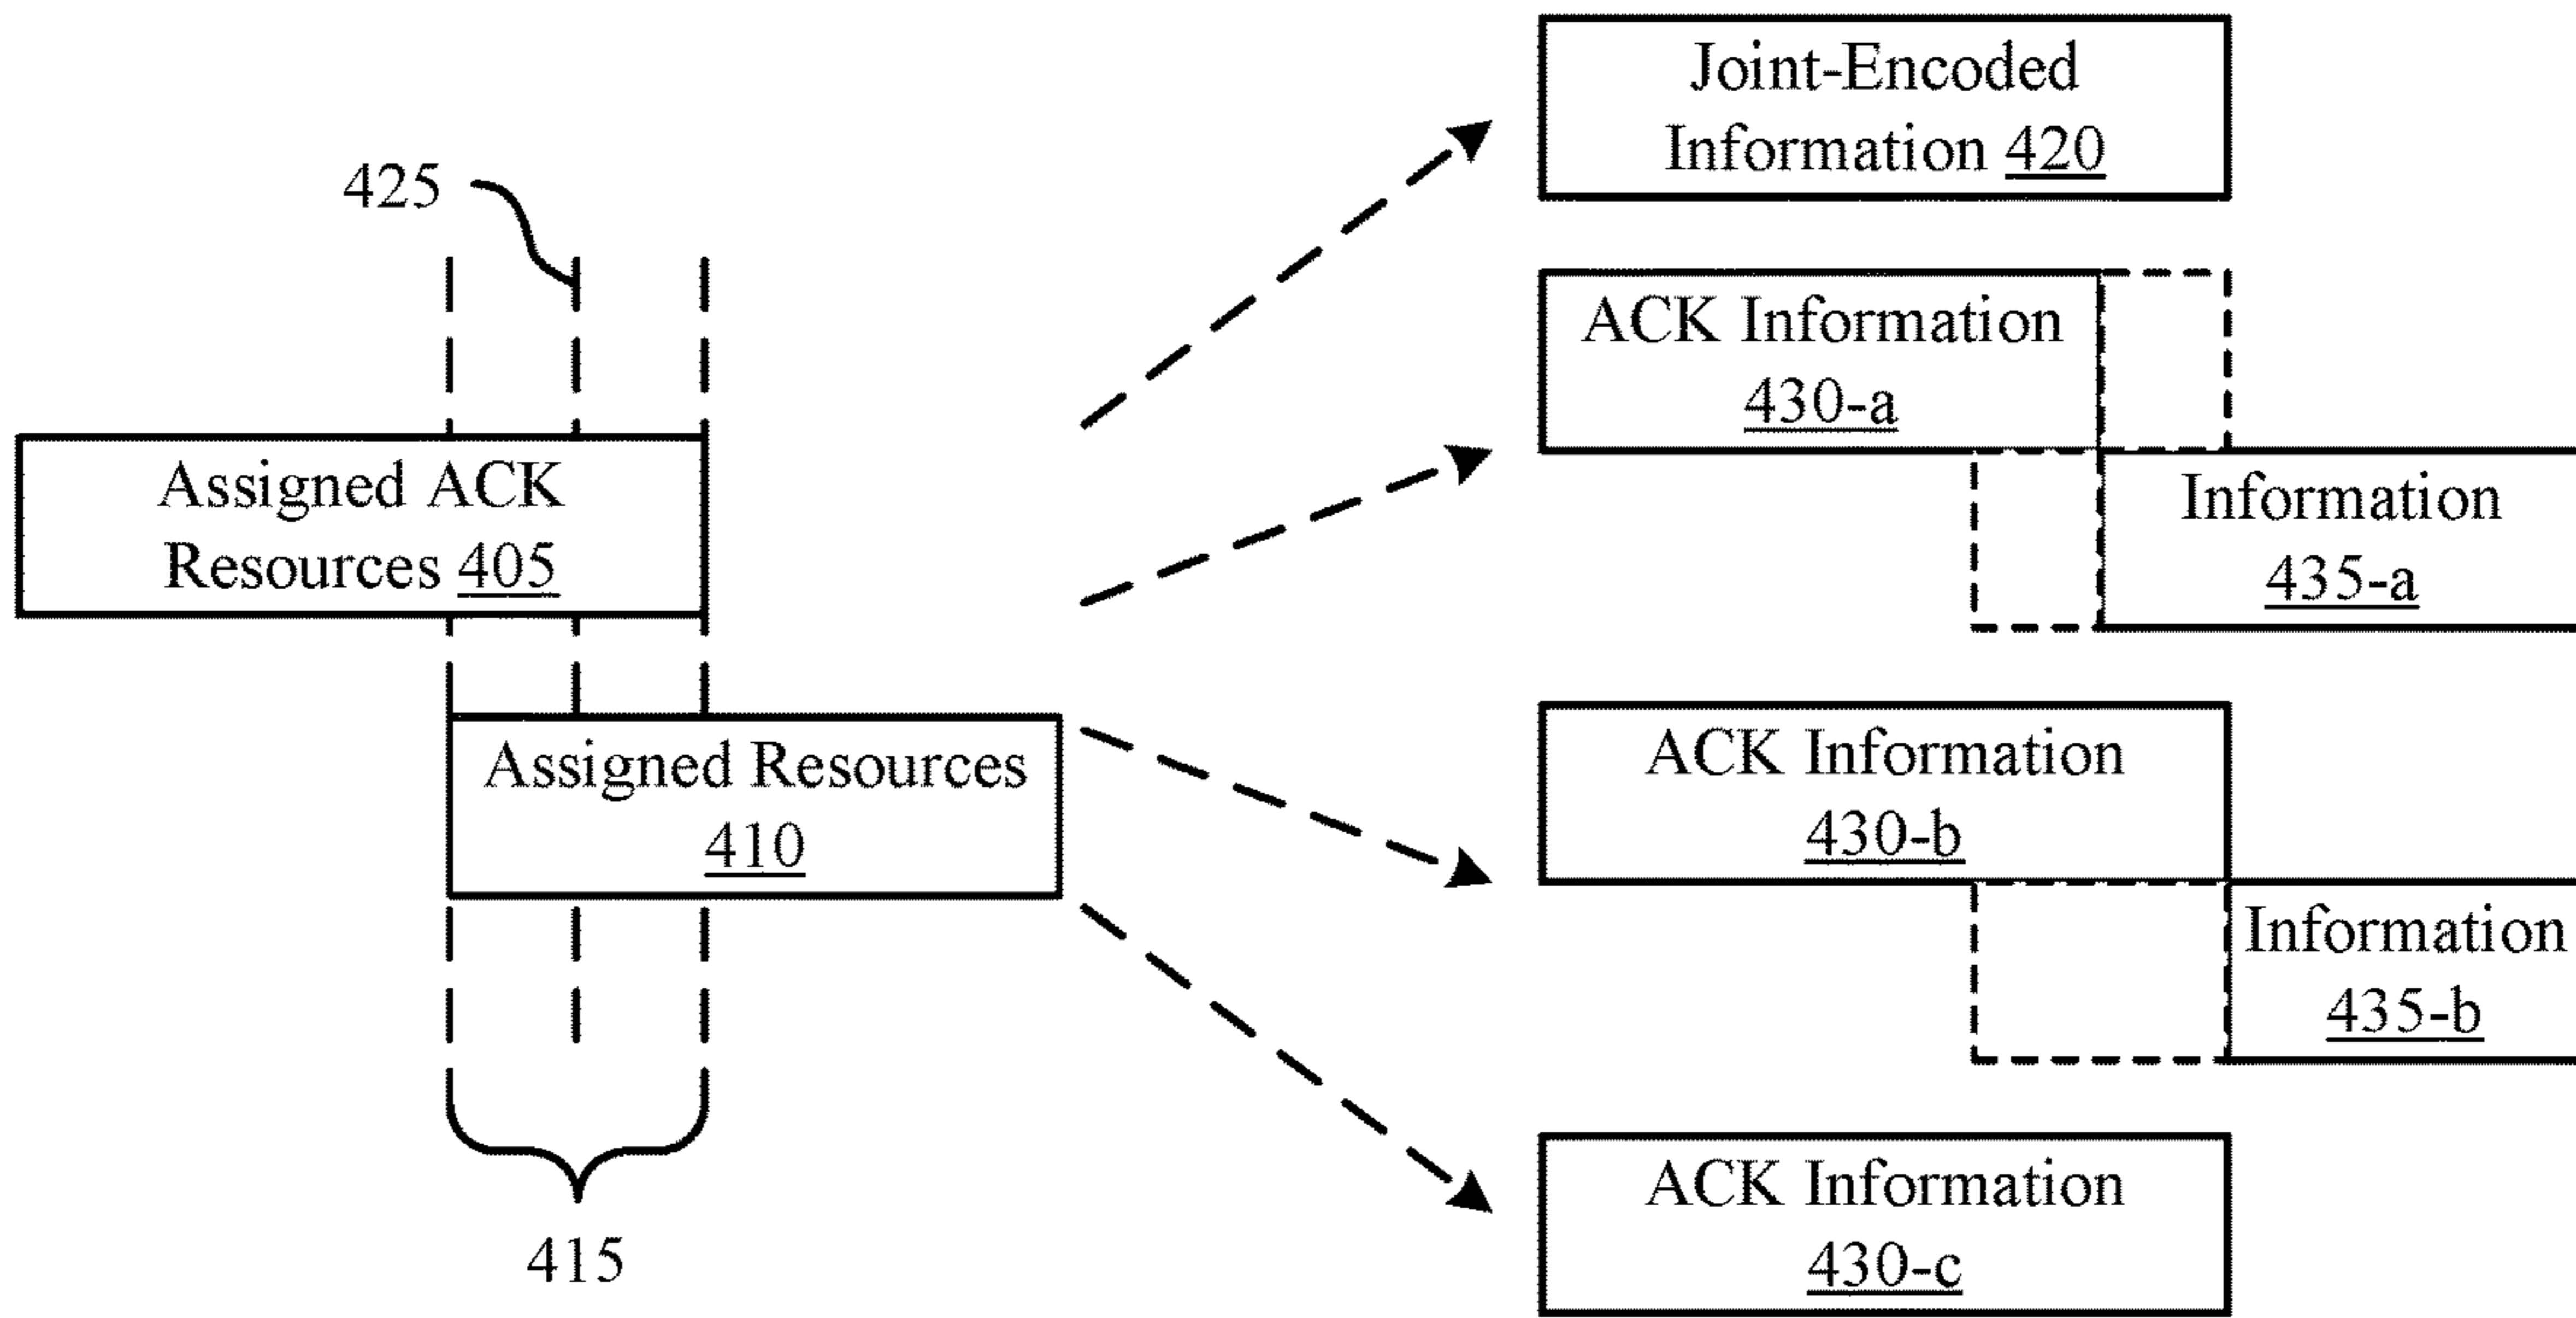 425
Assigned ACK
Resources 405
Assigned Resources
410
415
Joint-Encoded
Information 420
ACK Information
430-a
Information
435-a
ACK Information
430-b
Information
435-b
ACK Information
430-c